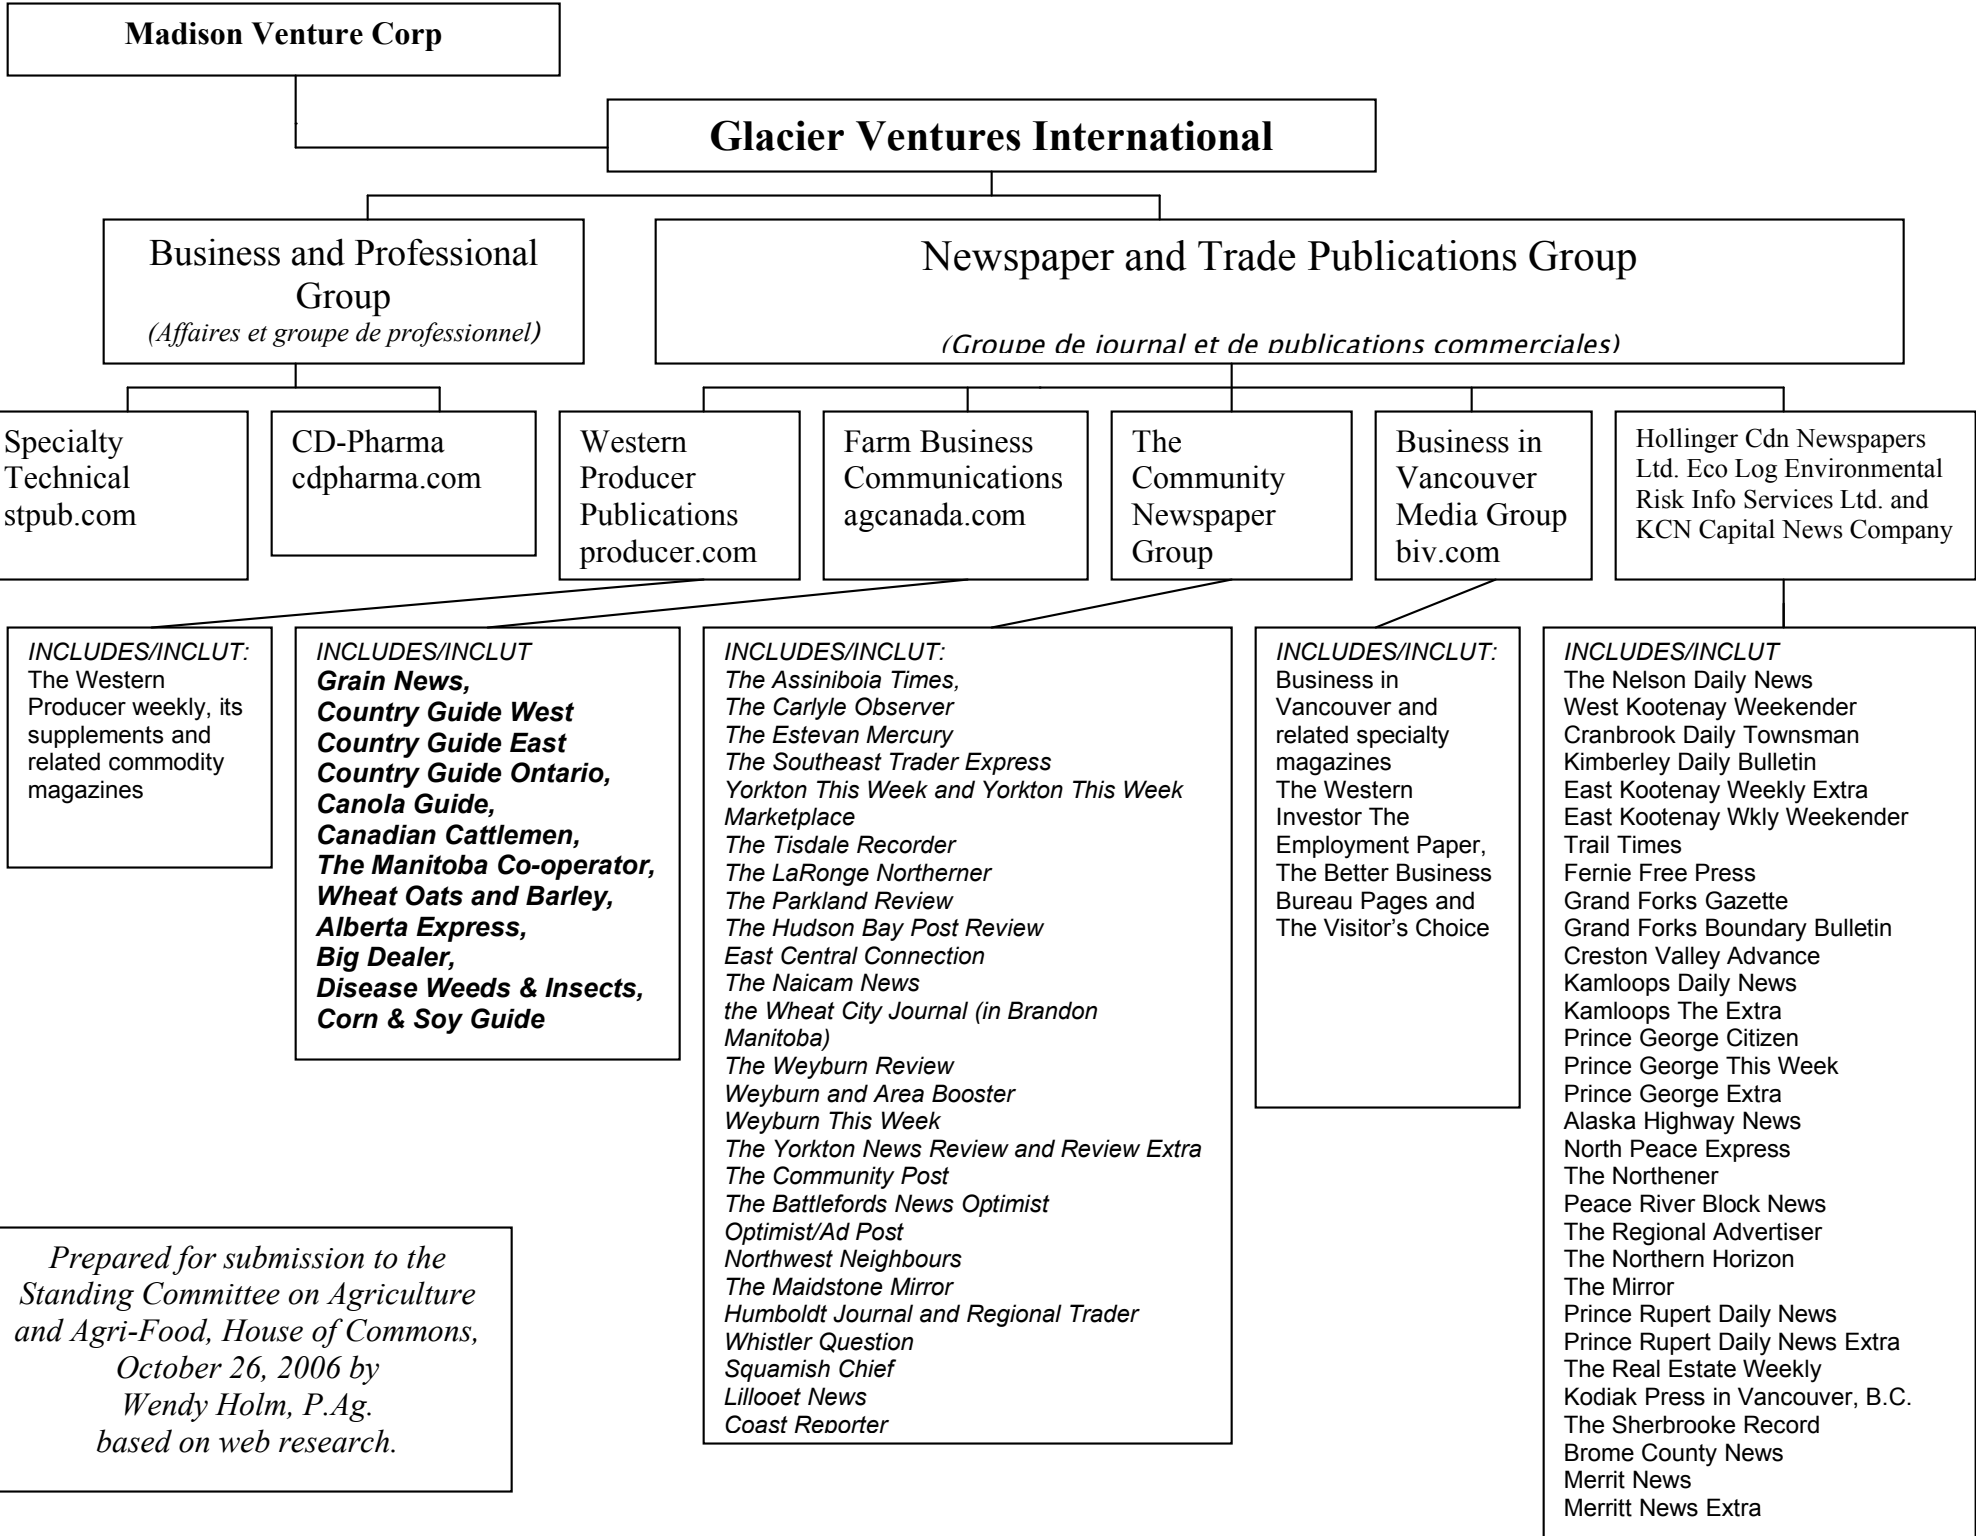 Madison Venture Corp
Glacier Ventures International
Business and Professional
Group
(Affaires et groupe de professionnel)
Newspaper and Trade Publications Group
(Groupe de journal et de publications commerciales)
Specialty
Technical
stpub.com
CD-Pharma
cdpharma.com
Western
Producer
Publications
producer.com
Farm Business
Communications
agcanada.com
The
Community
Newspaper
Group
Business in
Vancouver
Media Group
biv.com
Hollinger Cdn Newspapers
Ltd. Eco Log Environmental
Risk Info Services Ltd. and
KCN Capital News Company
INCLUDES/INCLUT:
The Western
Producer weekly, its
supplements and
related commodity
magazines
INCLUDES/INCLUT
Grain News,
Country Guide West
Country Guide East
Country Guide Ontario,
Canola Guide,
Canadian Cattlemen,
The Manitoba Co-operator,
Wheat Oats and Barley,
Alberta Express,
Big Dealer,
Disease Weeds & Insects,
Corn & Soy Guide
INCLUDES/INCLUT:
The Assiniboia Times,
The Carlyle Observer
The Estevan Mercury
The Southeast Trader Express
Yorkton This Week and Yorkton This Week
Marketplace
The Tisdale Recorder
The LaRonge Northerner
The Parkland Review
The Hudson Bay Post Review
East Central Connection
The Naicam News
the Wheat City Journal (in Brandon
Manitoba)
The Weyburn Review
Weyburn and Area Booster
Weyburn This Week
The Yorkton News Review and Review Extra
The Community Post
The Battlefords News Optimist
Optimist/Ad Post
Northwest Neighbours
The Maidstone Mirror
Humboldt Journal and Regional Trader
Whistler Question
Squamish Chief
Lillooet News
Coast Reporter
INCLUDES/INCLUT:
Business in
Vancouver and
related specialty
magazines
The Western
Investor The
Employment Paper,
The Better Business
Bureau Pages and
The Visitor's Choice
INCLUDES/INCLUT
The Nelson Daily News
West Kootenay Weekender
Cranbrook Daily Townsman
Kimberley Daily Bulletin
East Kootenay Weekly Extra
East Kootenay Wkly Weekender
Trail Times
Fernie Free Press
Grand Forks Gazette
Grand Forks Boundary Bulletin
Creston Valley Advance
Kamloops Daily News
Kamloops The Extra
Prince George Citizen
Prince George This Week
Prince George Extra
Alaska Highway News
North Peace Express
The Northener
Peace River Block News
The Regional Advertiser
The Northern Horizon
The Mirror
Prince Rupert Daily News
Prince Rupert Daily News Extra
The Real Estate Weekly
Kodiak Press in Vancouver, B.C.
The Sherbrooke Record
Brome County News
Merrit News
Merritt News Extra
Prepared for submission to the
Standing Committee on Agriculture
and Agri-Food, House of Commons,
October 26, 2006 by
Wendy Holm, P.Ag.
based on web research.